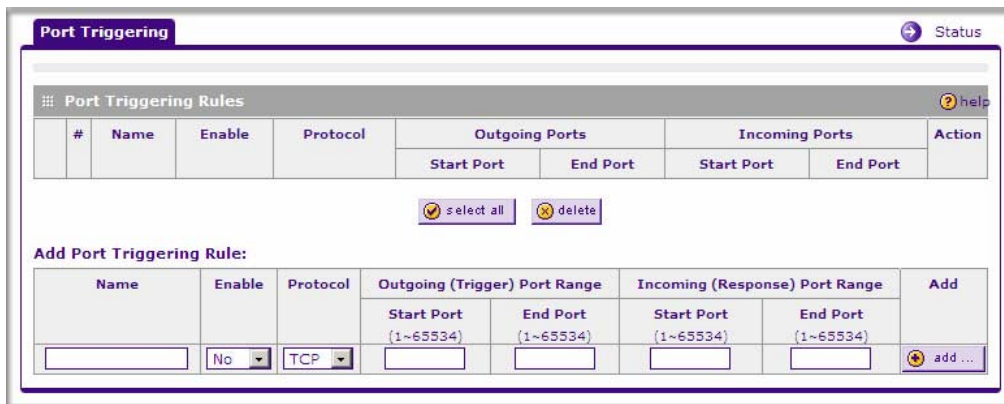 Port Triggering
Status
Port Triggering Rules
help
# Name Enable Protocol Outgoing Ports Incoming Ports Action
Start Port End Port Start Port End Port
select all delete
Add Port Triggering Rule:
Name Enable Protocol Outgoing (Trigger) Port Range Incoming (Response) Port Range Add
Start Port End Port Start Port End Port
(1~65534) (1~65534) (1~65534) (1~65534)
No TCP add ...